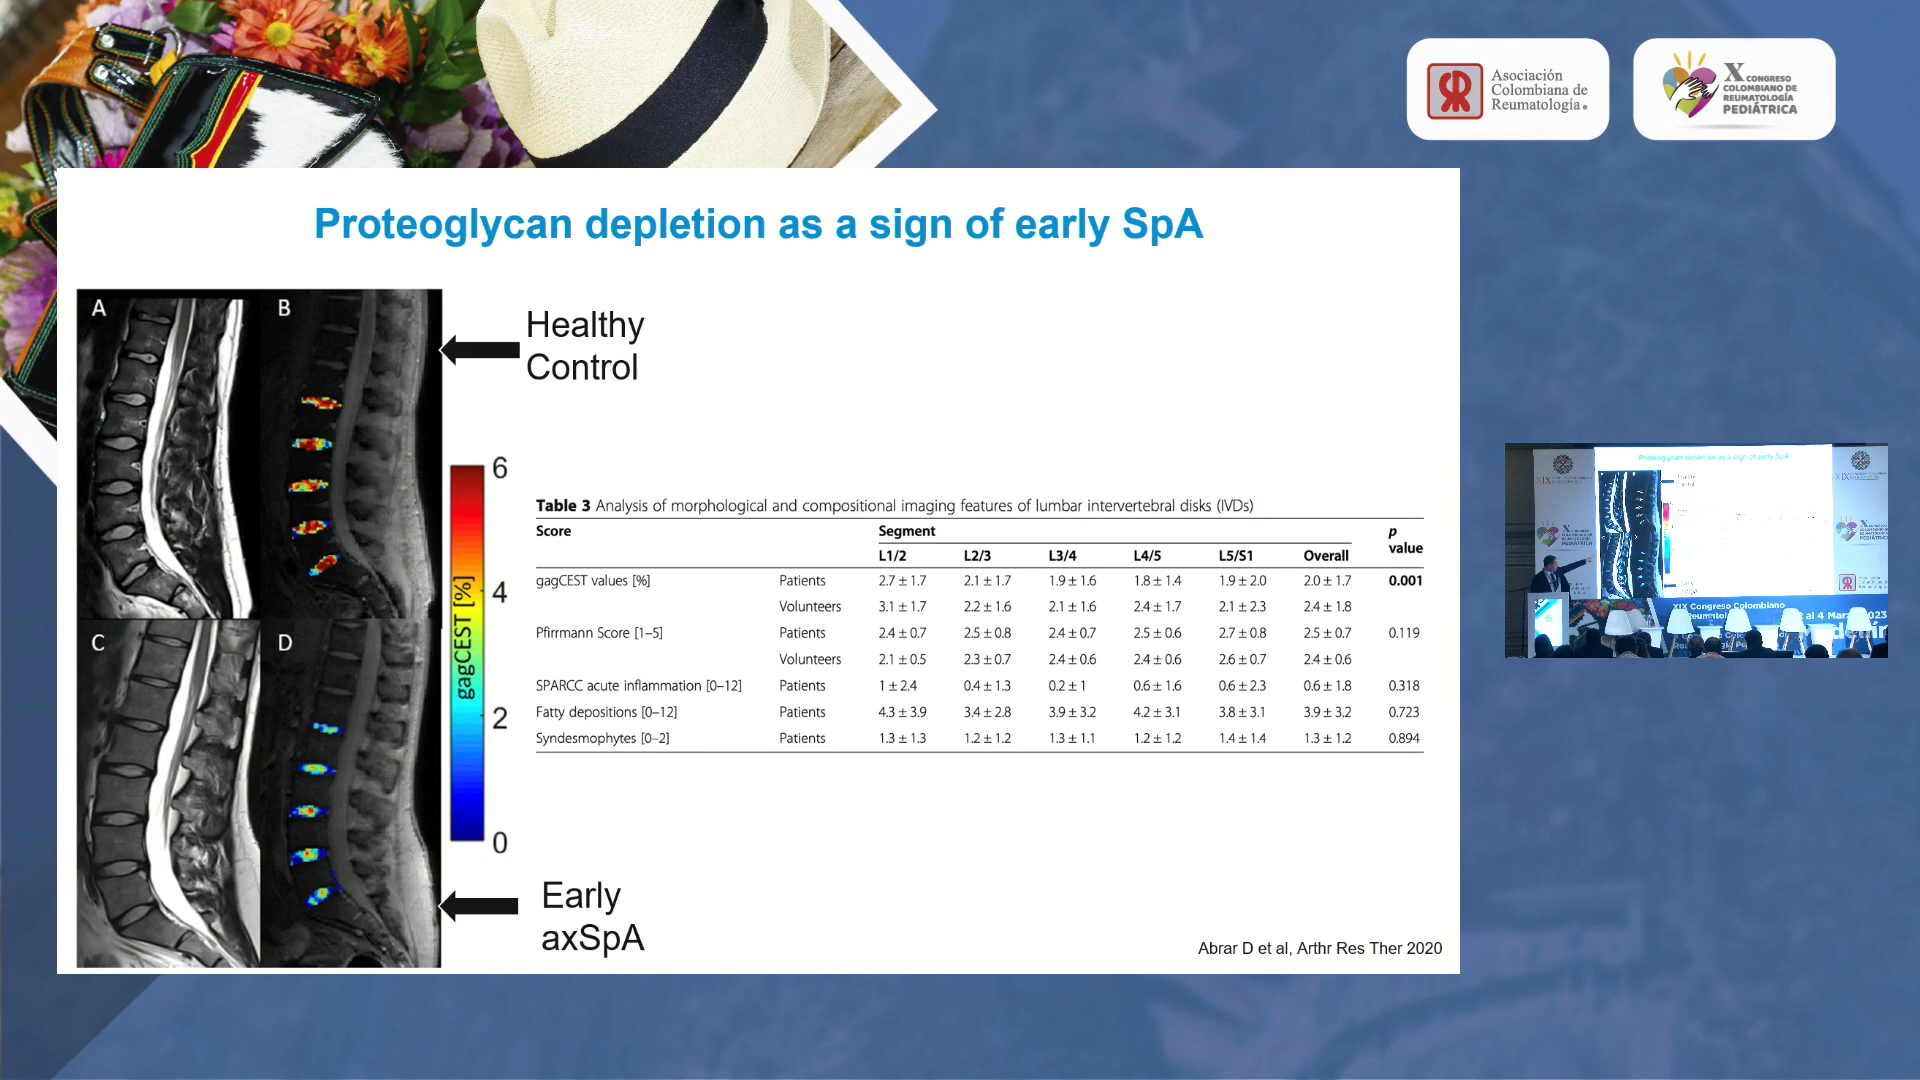 Asociación
Colombiana de
Reumatología.
X CONGRESO
COLOMBIANO DE
REUMATOLOGÍA
PEDIÁTRICA
Proteoglycan depletion as a sign of early SpA
A
B
Healthy
Control
C
D
6
4
2
0
gagCEST [%]
Table 3 Analysis of morphological and compositional imaging features of lumbar intervertebral disks (IVDs)
Score Segment p value
L1/2 L2/3 L3/4 L4/5 L5/S1 Overall
gagCEST values [%] Patients 2.7 ± 1.7 2.1 ± 1.7 1.9 ± 1.6 1.8 ± 1.4 1.9 ± 2.0 2.0 ± 1.7 0.001
Volunteers 3.1 ± 1.7 2.2 ± 1.6 2.1 ± 1.6 2.4 ± 1.7 2.1 ± 2.3 2.4 ± 1.8
Pfirrmann Score [1–5] Patients 2.4 ± 0.7 2.5 ± 0.8 2.4 ± 0.7 2.5 ± 0.6 2.7 ± 0.8 2.5 ± 0.7 0.119
Volunteers 2.1 ± 0.5 2.3 ± 0.7 2.4 ± 0.6 2.4 ± 0.6 2.6 ± 0.7 2.4 ± 0.6
SPARCC acute inflammation [0–12] Patients 1 ± 2.4 0.4 ± 1.3 0.2 ± 1 0.6 ± 1.6 0.6 ± 2.3 0.6 ± 1.8 0.318
Fatty depositions [0–12] Patients 4.3 ± 3.9 3.4 ± 2.8 3.9 ± 3.2 4.2 ± 3.1 3.8 ± 3.1 3.9 ± 3.2 0.723
Syndesmophytes [0–2] Patients 1.3 ± 1.3 1.2 ± 1.2 1.3 ± 1.1 1.2 ± 1.2 1.4 ± 1.4 1.3 ± 1.2 0.894
Early
axSpA
Abrar D et al, Arthr Res Ther 2020
Proteoglycan depletion as a sign of early SpA
XIX Congreso Colombiano
al 4 Marz 023